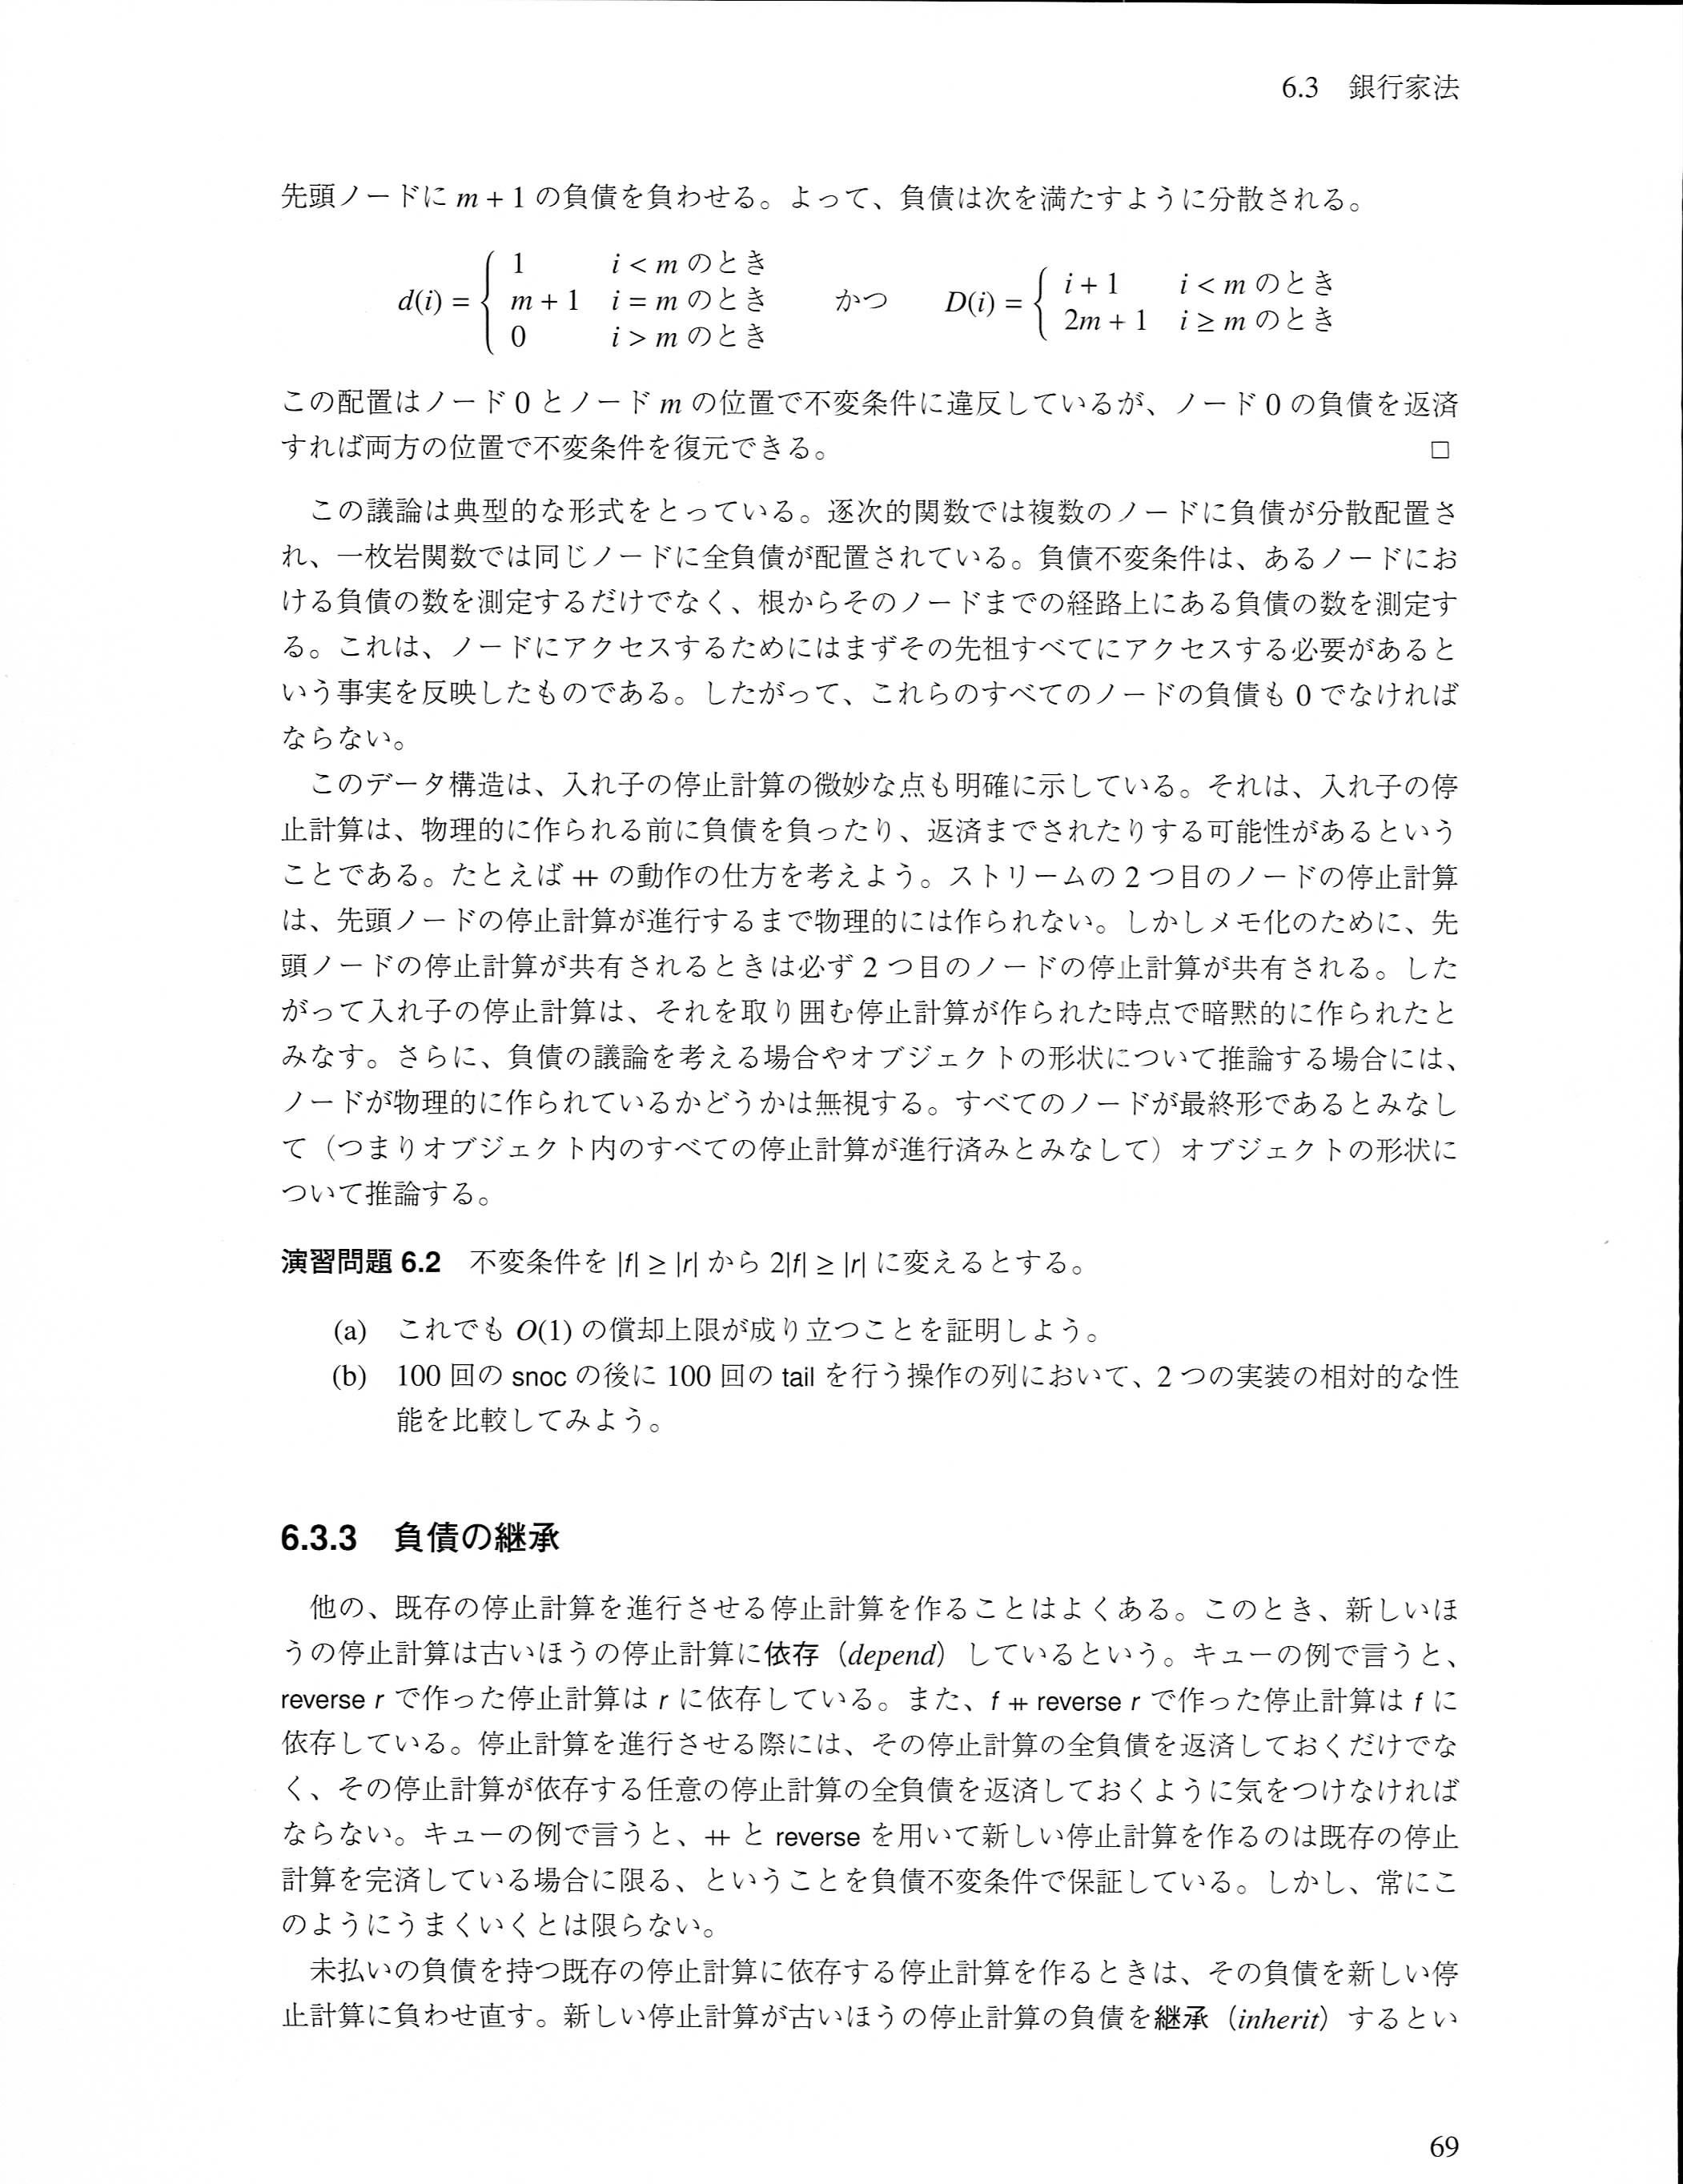 6.3 銀行家法
先頭ノードに m + 1 の負債を負わせる。よって、負債は次を満たすように分散される。
d(i) = { 1 i < m のとき
m + 1 i = m のとき
0 i > m のとき
かつ D(i) = { i + 1 i < m のとき
2m + 1 i ≥ m のとき
この配置はノード 0 とノード m の位置で不変条件に違反しているが、ノード 0 の負債を返済
すれば両方の位置で不変条件を復元できる。 □
この議論は典型的な形式をとっている。逐次的関数では複数のノードに負債が分散配置さ
れ、一枚岩関数では同じノードに全負債が配置されている。負債不変条件は、あるノードにお
ける負債の数を測定するだけでなく、根からそのノードまでの経路上にある負債の数を測定す
る。これは、ノードにアクセスするためにはまずその先祖すべてにアクセスする必要があると
いう事実を反映したものである。したがって、これらのすべてのノードの負債も 0 でなければ
ならない。
このデータ構造は、入れ子の停止計算の微妙な点も明確に示している。それは、入れ子の停
止計算は、物理的に作られる前に負債を負ったり、返済までされたりする可能性があるという
ことである。たとえば ⧺ の動作の仕方を考えよう。ストリームの 2 つ目のノードの停止計算
は、先頭ノードの停止計算が進行するまで物理的には作られない。しかしメモ化のために、先
頭ノードの停止計算が共有されるときは必ず 2 つ目のノードの停止計算が共有される。した
がって入れ子の停止計算は、それを取り囲む停止計算が作られた時点で暗黙的に作られたと
みなす。さらに、負債の議論を考える場合やオブジェクトの形状について推論する場合には、
ノードが物理的に作られているかどうかは無視する。すべてのノードが最終形であるとみなし
て（つまりオブジェクト内のすべての停止計算が進行済みとみなして）オブジェクトの形状に
ついて推論する。
演習問題 6.2 不変条件を |f| ≥ |r| から 2|f| ≥ |r| に変えるとする。
(a) これでも O(1) の償却上限が成り立つことを証明しよう。
(b) 100 回の snoc の後に 100 回の tail を行う操作の列において、2 つの実装の相対的な性
能を比較してみよう。
6.3.3 負債の継承
他の、既存の停止計算を進行させる停止計算を作ることはよくある。このとき、新しいほ
うの停止計算は古いほうの停止計算に依存（depend）しているという。キューの例で言うと、
reverse r で作った停止計算は r に依存している。また、f ⧺ reverse r で作った停止計算は f に
依存している。停止計算を進行させる際には、その停止計算の全負債を返済しておくだけでな
く、その停止計算が依存する任意の停止計算の全負債を返済しておくように気をつけなければ
ならない。キューの例で言うと、⧺ と reverse を用いて新しい停止計算を作るのは既存の停止
計算を完済している場合に限る、ということを負債不変条件で保証している。しかし、常にこ
のようにうまくいくとは限らない。
未払いの負債を持つ既存の停止計算に依存する停止計算を作るときは、その負債を新しい停
止計算に負わせ直す。新しい停止計算が古いほうの停止計算の負債を継承（inherit）するとい
69